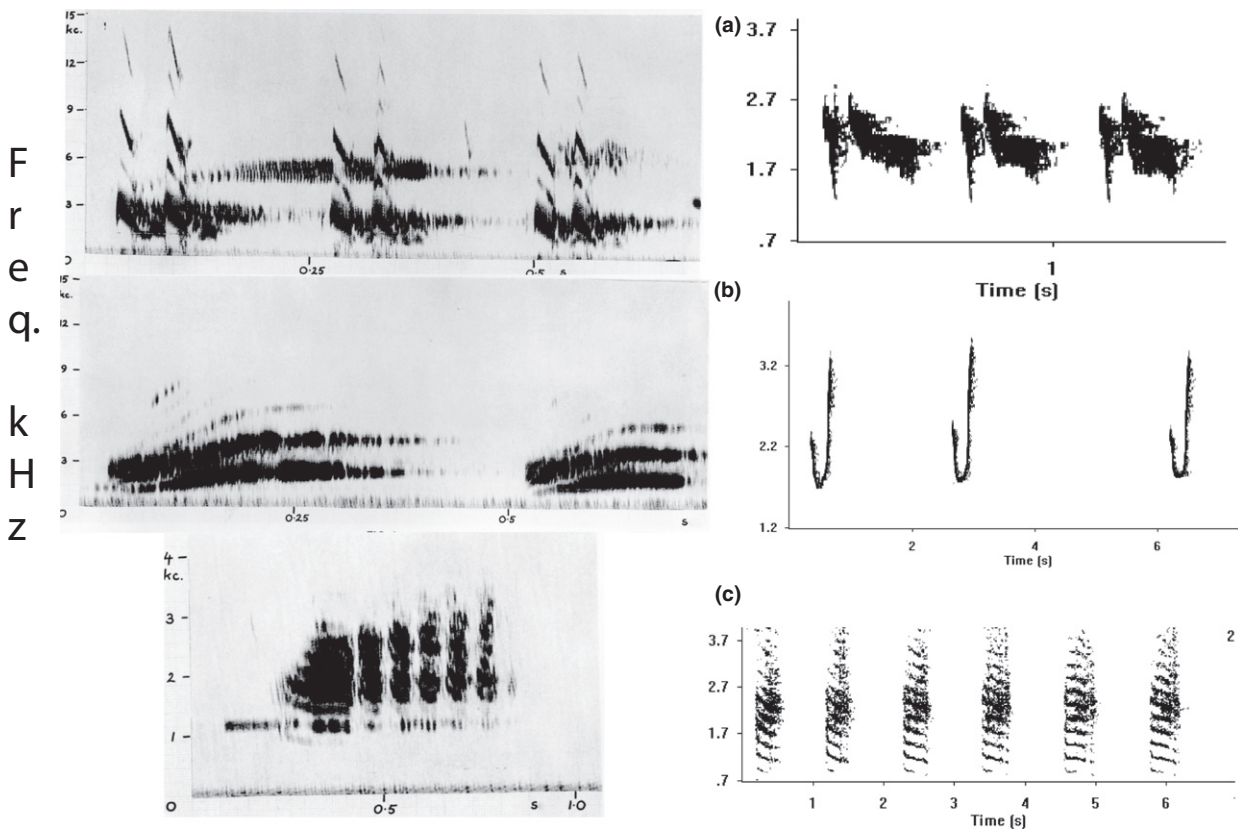 F
r
e
q.
k
H
z
15
kc.
12
9
6
3
0
0·25
0·5 s
15
kc.
12
9
6
3
0
0·25
0·5 s
4
kc.
3
2
1
0
0·5 s 1·0
(a)
3.7
2.7
1.7
.7
1
Time (s)
(b)
3.2
2.2
1.2
2 4 6
Time (s)
(c)
3.7
2.7
1.7
.7
2
1 2 3 4 5 6
Time (s)